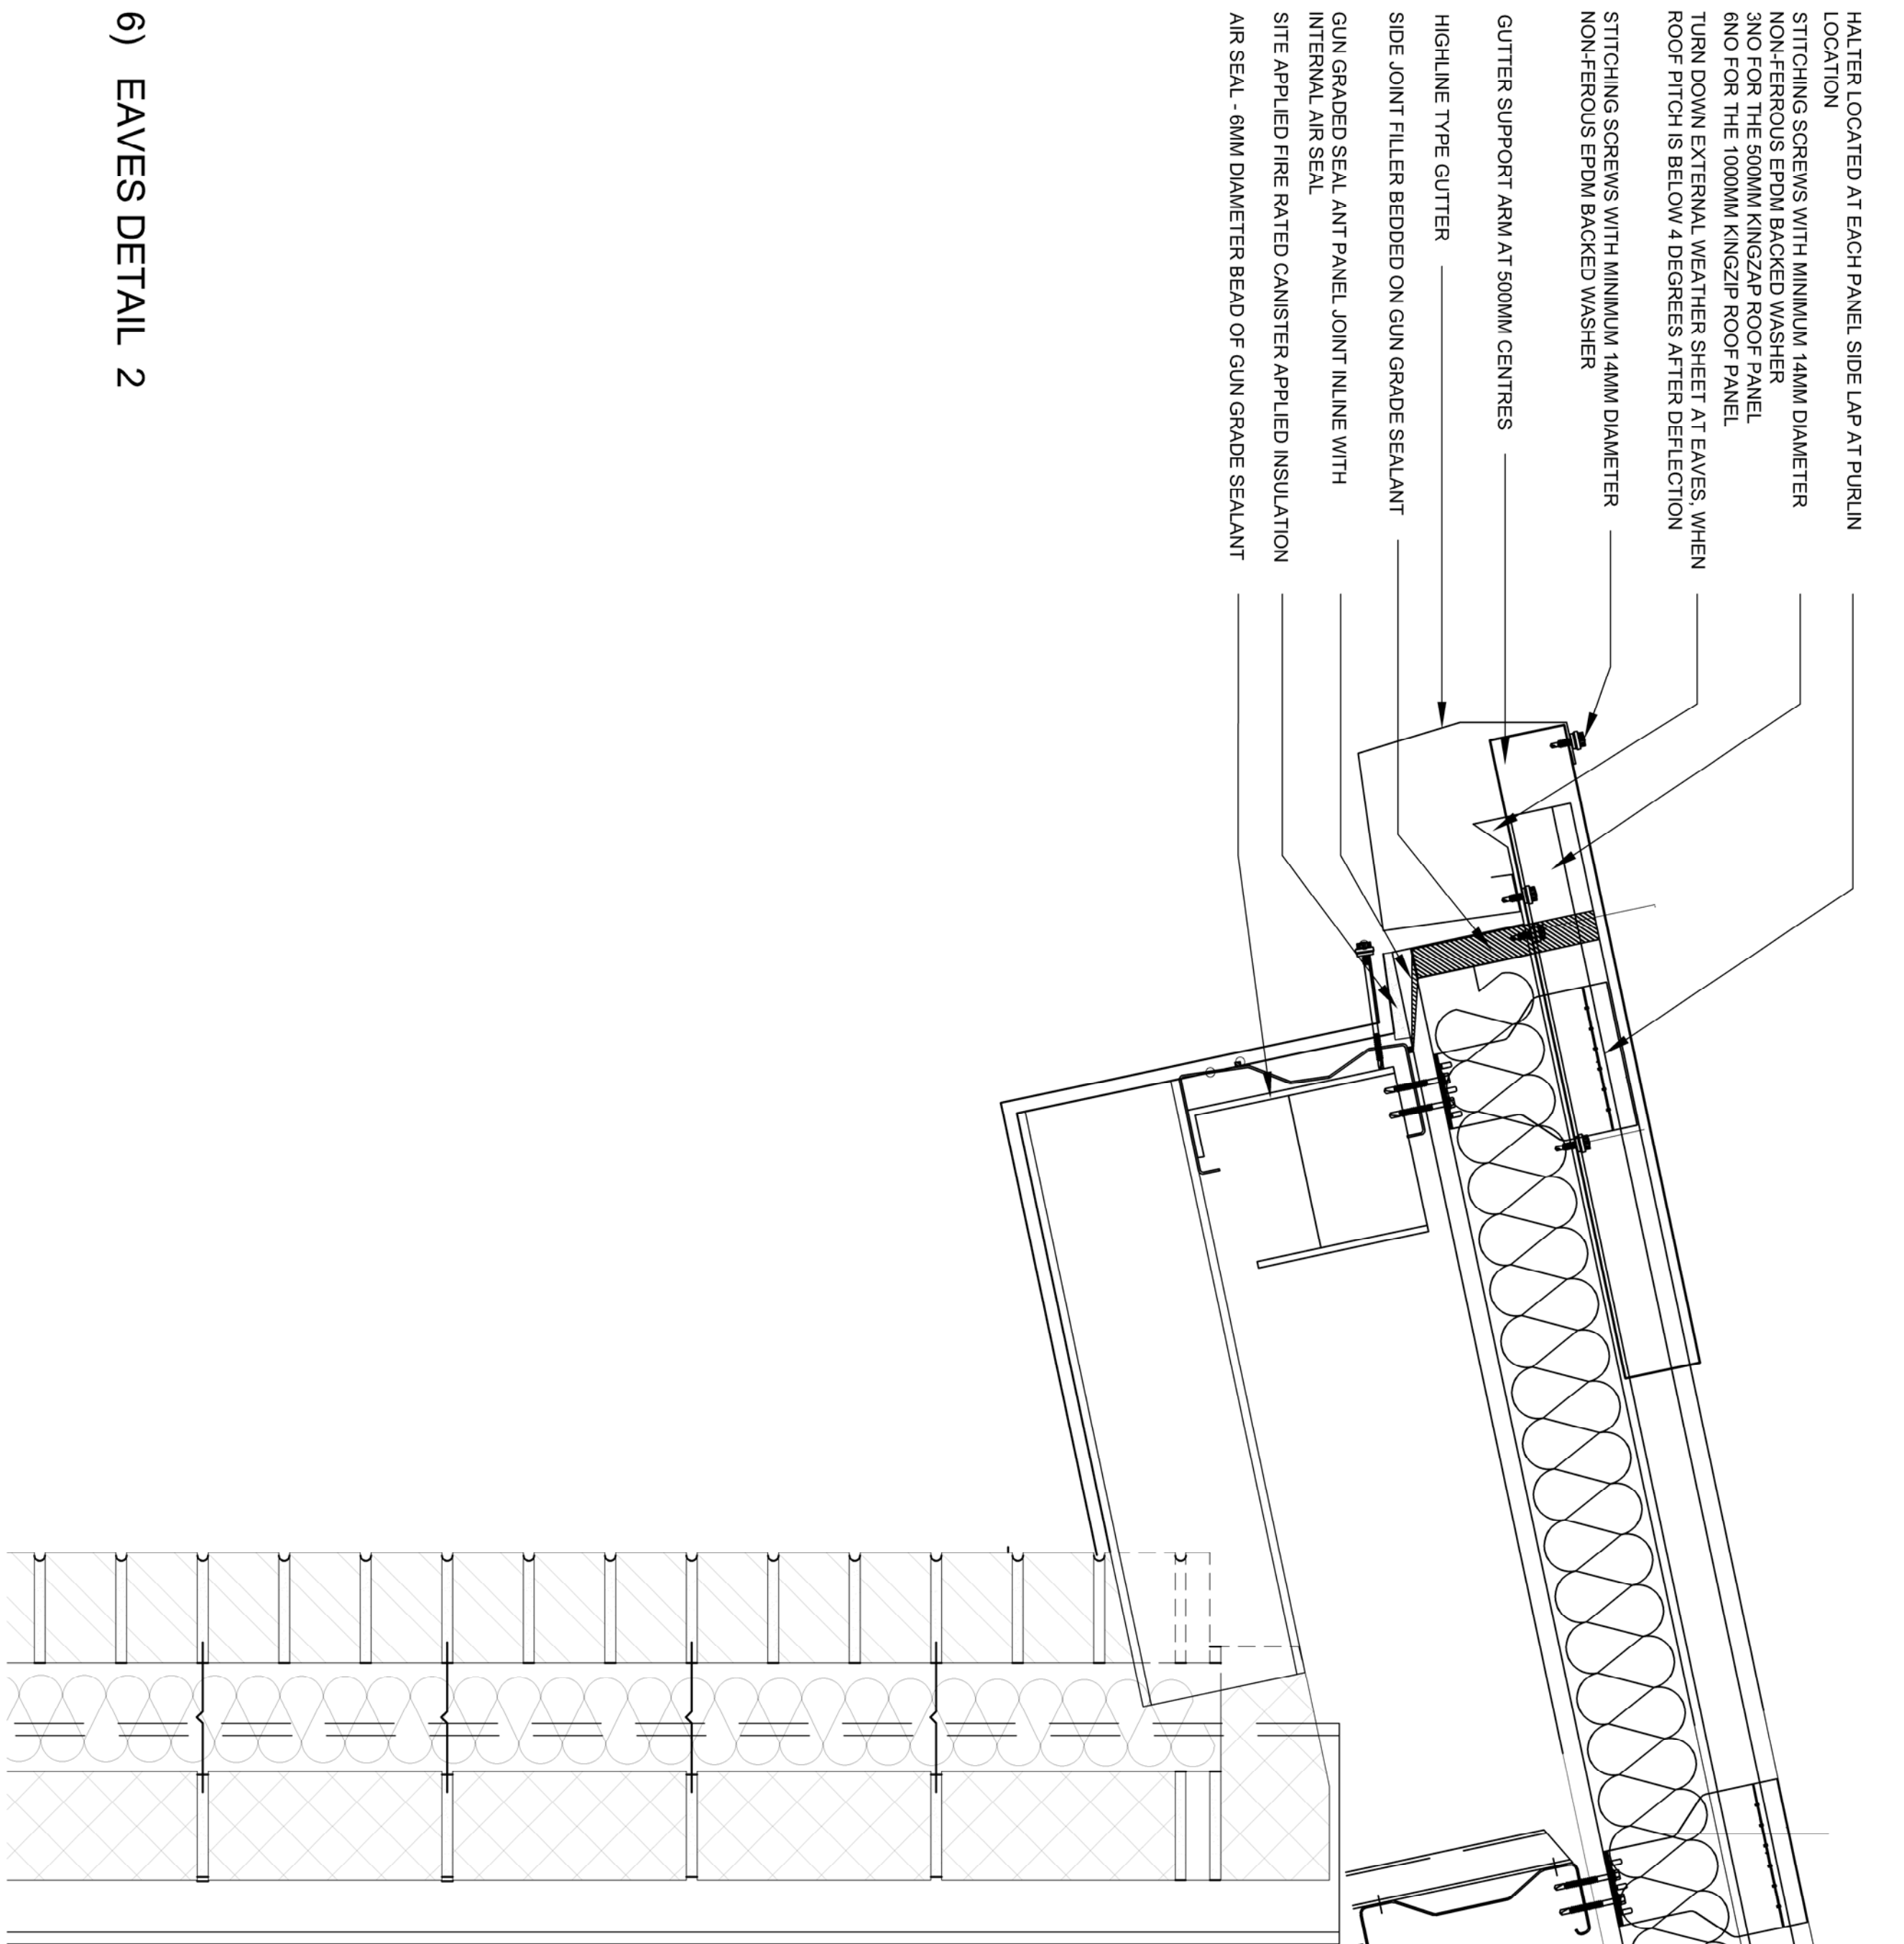 HALTER LOCATED AT EACH PANEL SIDE LAP AT PURLIN
LOCATION
STITCHING SCREWS WITH MINIMUM 14MM DIAMETER
NON-FERROUS EPDM BACKED WASHER
3NO FOR THE 500MM KINGZAP ROOF PANEL
6NO FOR THE 1000MM KINGZIP ROOF PANEL
TURN DOWN EXTERNAL WEATHER SHEET AT EAVES, WHEN
ROOF PITCH IS BELOW 4 DEGREES AFTER DEFLECTION
STITCHING SCREWS WITH MINIMUM 14MM DIAMETER
NON-FEROUS EPDM BACKED WASHER
GUTTER SUPPORT ARM AT 500MM CENTRES
HIGHLINE TYPE GUTTER
SIDE JOINT FILLER BEDDED ON GUN GRADE SEALANT
GUN GRADED SEAL ANT PANEL JOINT INLINE WITH
INTERNAL AIR SEAL
SITE APPLIED FIRE RATED CANISTER APPLIED INSULATION
AIR SEAL - 6MM DIAMETER BEAD OF GUN GRADE SEALANT
6) EAVES DETAIL 2